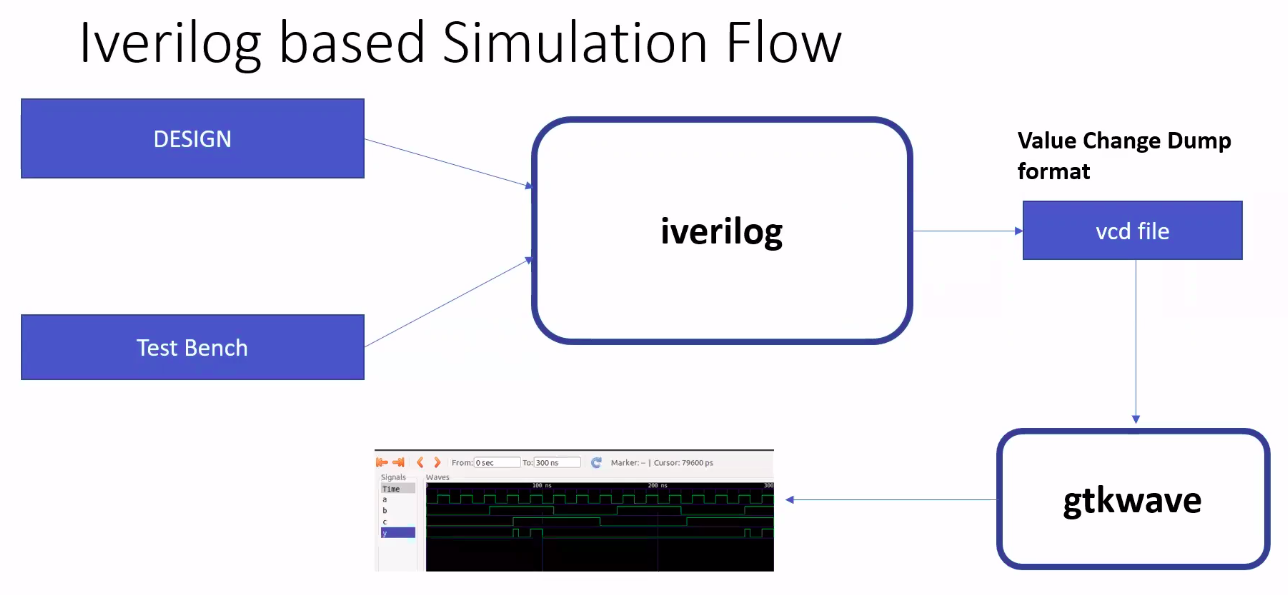 Iverilog based Simulation Flow
DESIGN
Test Bench
iverilog
Value Change Dump
format
vcd file
gtkwave
From: 0 sec To: 300 ns Marker: -- | Cursor: 79600 ps
Signals Waves
Time
100 ns 200 ns 300
a
b
c
y